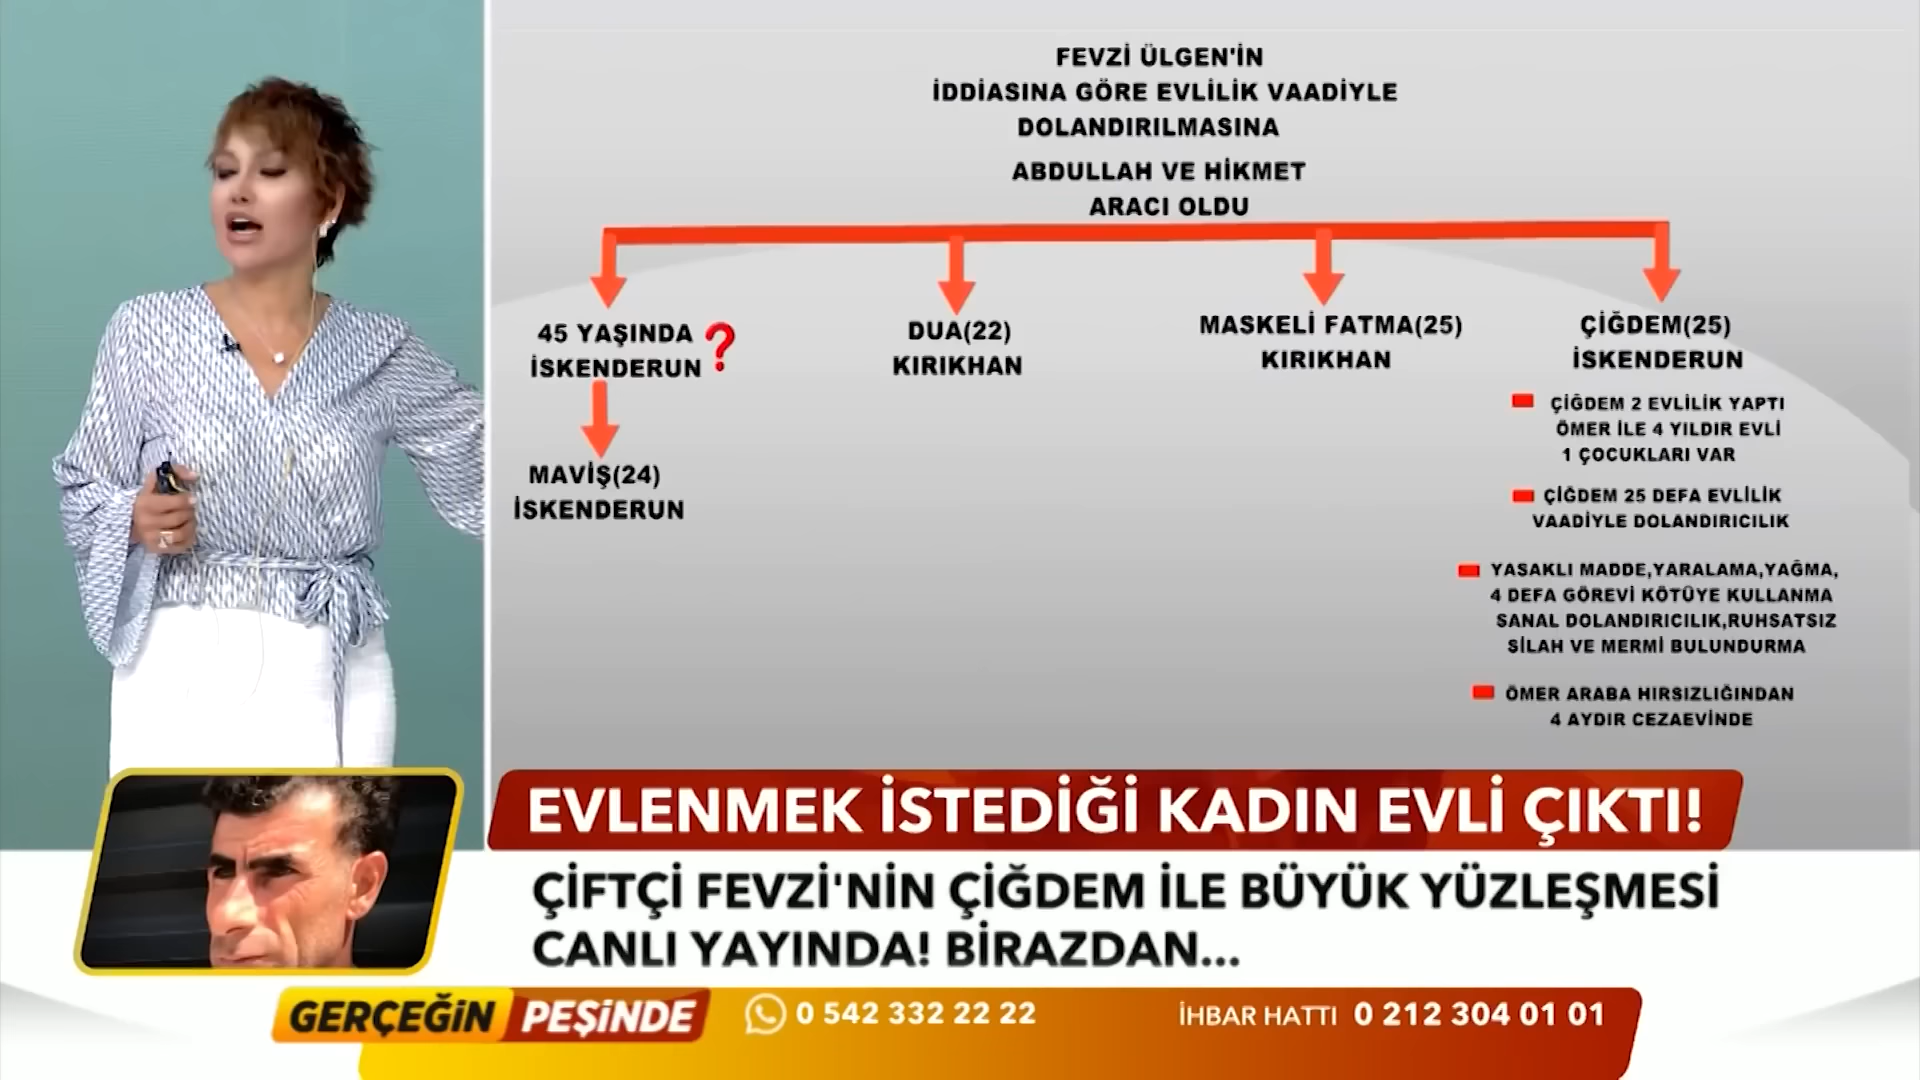 FEVZİ ÜLGEN'İN
İDDİASINA GÖRE EVLİLİK VAADİYLE
DOLANDIRILMASINA
ABDULLAH VE HİKMET
ARACI OLDU
45 YAŞINDA ?
İSKENDERUN
MAVİŞ(24)
İSKENDERUN
DUA(22)
KIRIKHAN
MASKELİ FATMA(25)
KIRIKHAN
ÇİĞDEM(25)
İSKENDERUN
ÇİĞDEM 2 EVLİLİK YAPTI
ÖMER İLE 4 YILDIR EVLİ
1 ÇOCUKLARI VAR
ÇİĞDEM 25 DEFA EVLİLİK
VAADİYLE DOLANDIRICILIK
YASAKLI MADDE,YARALAMA,YAĞMA,
4 DEFA GÖREVİ KÖTÜYE KULLANMA
SANAL DOLANDIRICILIK,RUHSATSIZ
SİLAH VE MERMİ BULUNDURMA
ÖMER ARABA HIRSIZLIĞINDAN
4 AYDIR CEZAEVİNDE
EVLENMEK İSTEDİĞİ KADIN EVLİ ÇIKTI!
ÇİFTÇİ FEVZİ'NİN ÇİĞDEM İLE BÜYÜK YÜZLEŞMESİ
CANLI YAYINDA! BİRAZDAN...
GERÇEĞİN PEŞİNDE 0 542 332 22 22 İHBAR HATTI 0 212 304 01 01